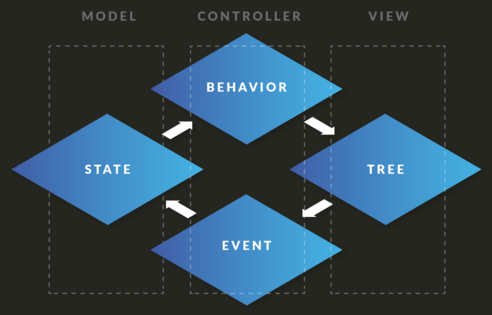 MODEL
CONTROLLER
VIEW
BEHAVIOR
STATE
TREE
EVENT